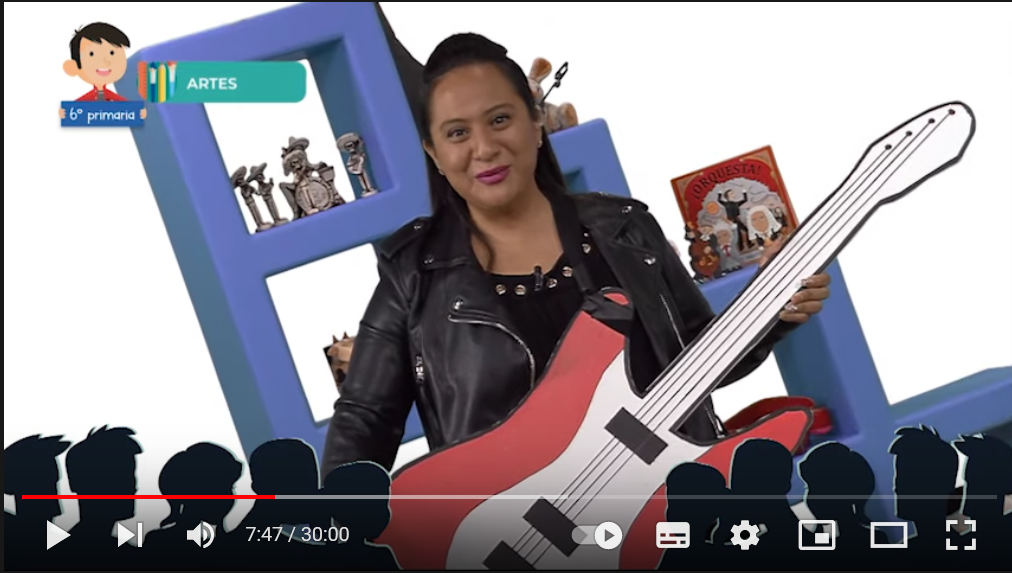 ARTES
6° primaria
¡ORQUESTA!
7:47 / 30:00